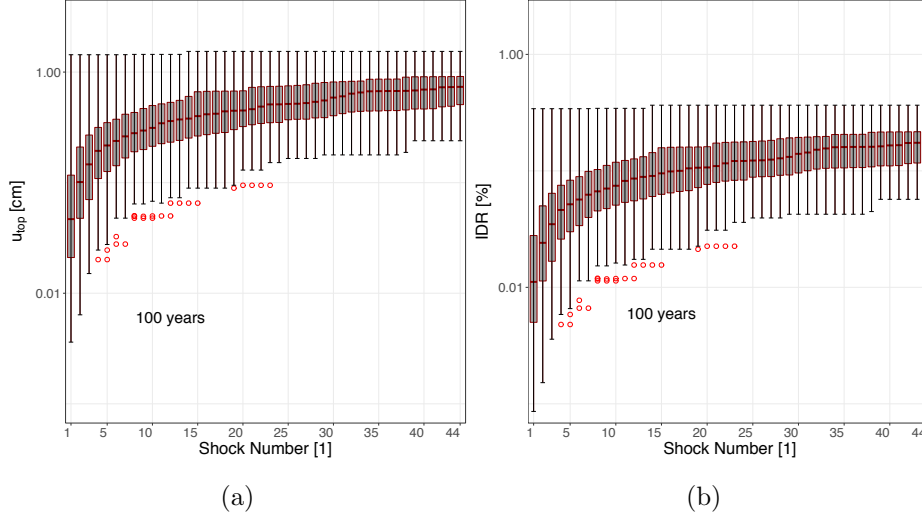 1.00
0.01
u_top [cm]
100 years
1 5 10 15 20 25 30 35 40 44
Shock Number [1]
(a)
1.00
0.01
IDR [%]
100 years
1 5 10 15 20 25 30 35 40 44
Shock Number [1]
(b)